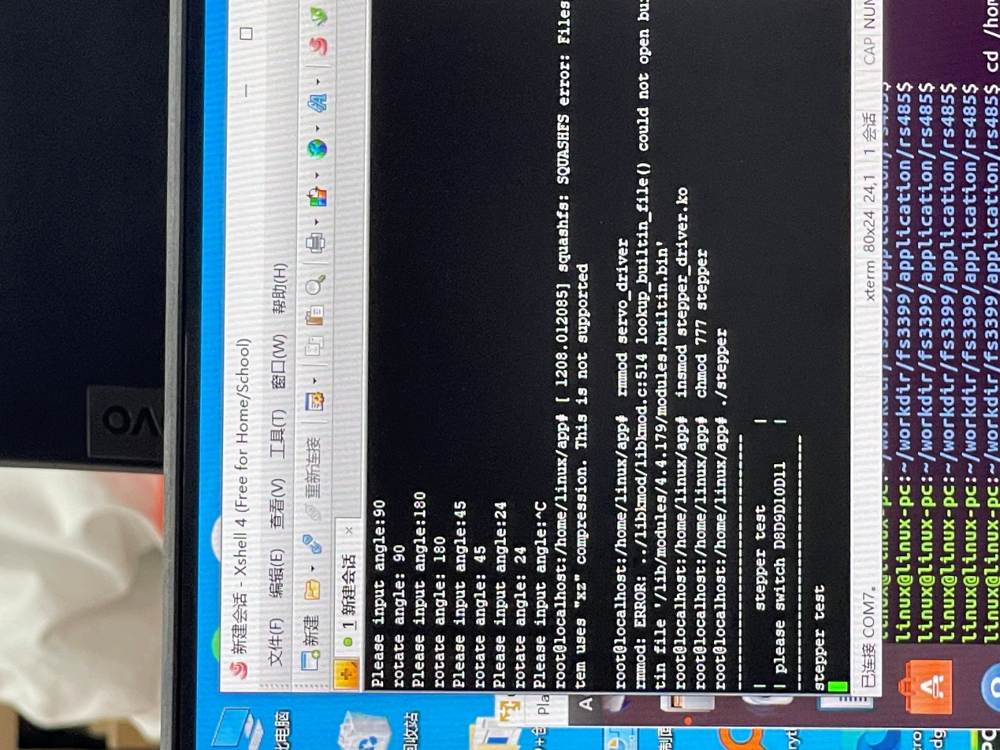 新建会话 - Xshell 4 (Free for Home/School)
文件(F) 编辑(E) 查看(V) 工具(T) 窗口(W) 帮助(H)
新建 重新连接
1 新建会话 ×
Please input angle:90
rotate angle: 90
Please input angle:180
rotate angle: 180
Please input angle:45
rotate angle: 45
Please input angle:24
rotate angle: 24
Please input angle:^C
root@localhost:/home/linux/app# [ 1208.012085] squashfs: SQUASHFS error: Files
tem uses "xz" compression. This is not supported
root@localhost:/home/linux/app# rmmod servo_driver
rmmod: ERROR: ../libkmod/libkmod.c:514 lookup_builtin_file() could not open bu
tin file '/lib/modules/4.4.179/modules.builtin.bin'
root@localhost:/home/linux/app# insmod stepper_driver.ko
root@localhost:/home/linux/app# chmod 777 stepper
root@localhost:/home/linux/app# ./stepper
----------------------------------------
| stepper test |
| please switch D8D9D10D11 |
----------------------------------------
stepper test
已连接 COM7。 xterm 80x24 24,1 1 会话 CAP NUM
linux@linux-pc:~/workdir/fs3399/application/rs485$
linux@linux-pc:~/workdir/fs3399/application/rs485$
linux@linux-pc:~/workdir/fs3399/application/rs485$
linux@linux-pc:~/workdir/fs3399/application/rs485$
linux@linux-pc:~/workdir/fs3399/application/rs485$
linux@linux-pc:~/workdir/fs3399/application/rs485$ cd /hom
此电脑
回收站
Pla